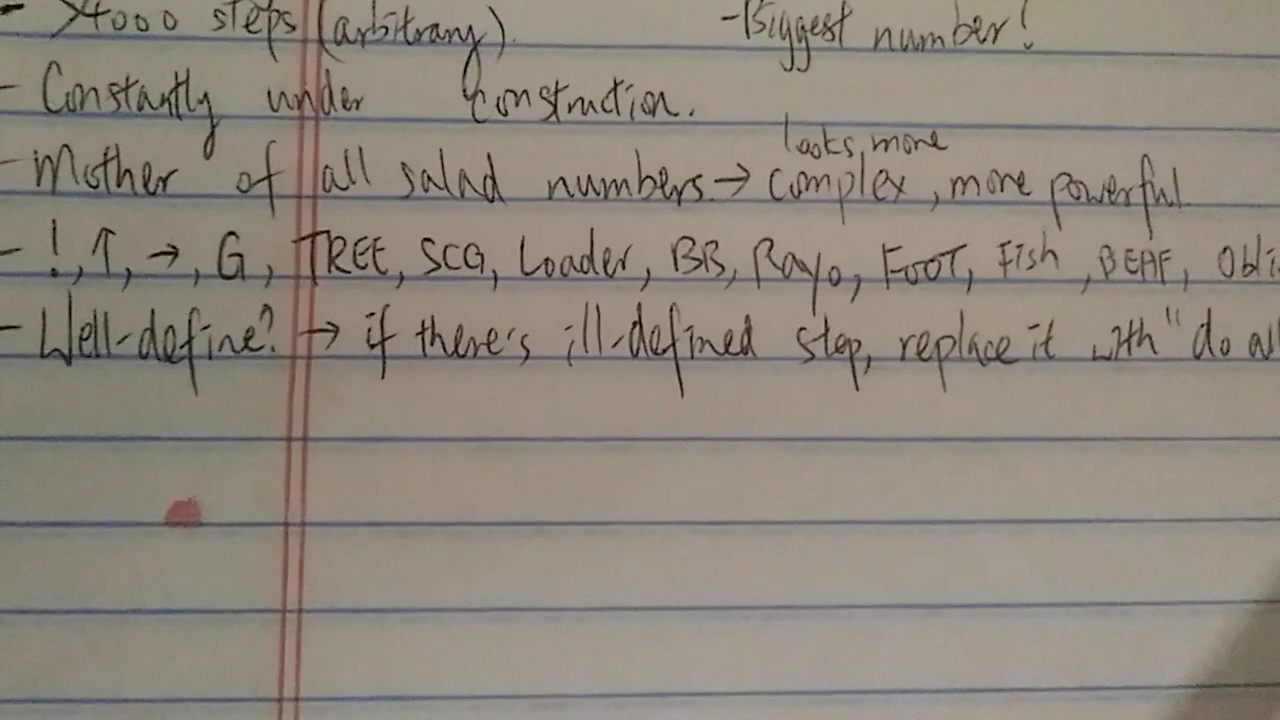 - >4000 steps (arbitrary). -Biggest number!
- Constantly under construction.
looks more
- Mother of all salad numbers. → complex, more powerful
- !, ↑, →, G, TREE, SCG, Loader, BB, Rayo, FOOT, Fish, BEAF, Obli
- Well-define? → if there's ill-defined step, replace it with "do